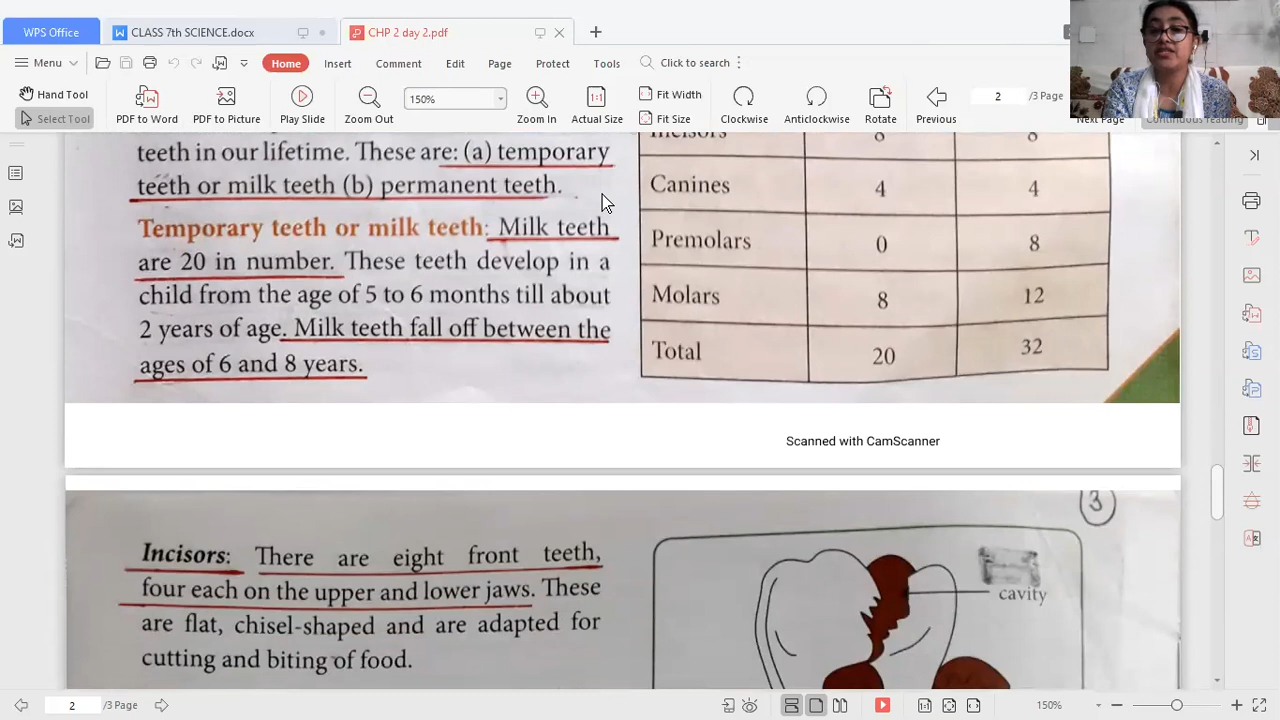 WPS Office
CLASS 7th SCIENCE.docx
CHP 2 day 2.pdf
Menu
Home
Insert
Comment
Edit
Page
Protect
Tools
Click to search
Hand Tool
Select Tool
PDF to Word
PDF to Picture
Play Slide
Zoom Out
150%
Zoom In
Actual Size
Fit Width
Fit Size
Clockwise
Anticlockwise
Rotate
Previous
2 /3 Page
Next Page
Continuous reading
teeth in our lifetime. These are: (a) temporary
teeth or milk teeth (b) permanent teeth.
Temporary teeth or milk teeth: Milk teeth
are 20 in number. These teeth develop in a
child from the age of 5 to 6 months till about
2 years of age. Milk teeth fall off between the
ages of 6 and 8 years.
Incisors 8 8
Canines 4 4
Premolars 0 8
Molars 8 12
Total 20 32
Scanned with CamScanner
3
Incisors: There are eight front teeth,
four each on the upper and lower jaws. These
are flat, chisel-shaped and are adapted for
cutting and biting of food.
cavity
2 /3 Page
150%